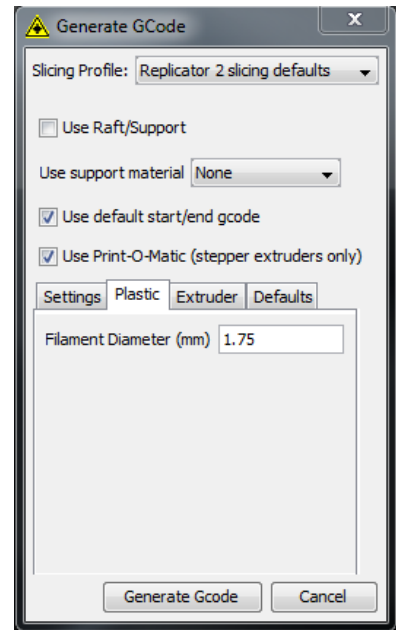 Generate GCode
x
Slicing Profile: Replicator 2 slicing defaults
Use Raft/Support
Use support material None
Use default start/end gcode
Use Print-O-Matic (stepper extruders only)
Settings Plastic Extruder Defaults
Filament Diameter (mm) 1.75
Generate Gcode Cancel